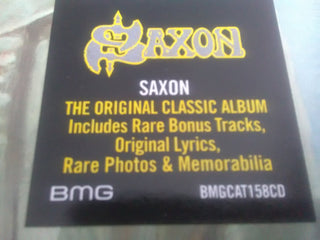 SAXON
SAXON
THE ORIGINAL CLASSIC ALBUM
Includes Rare Bonus Tracks,
Original Lyrics,
Rare Photos & Memorabilia
BMG BMGCAT158CD